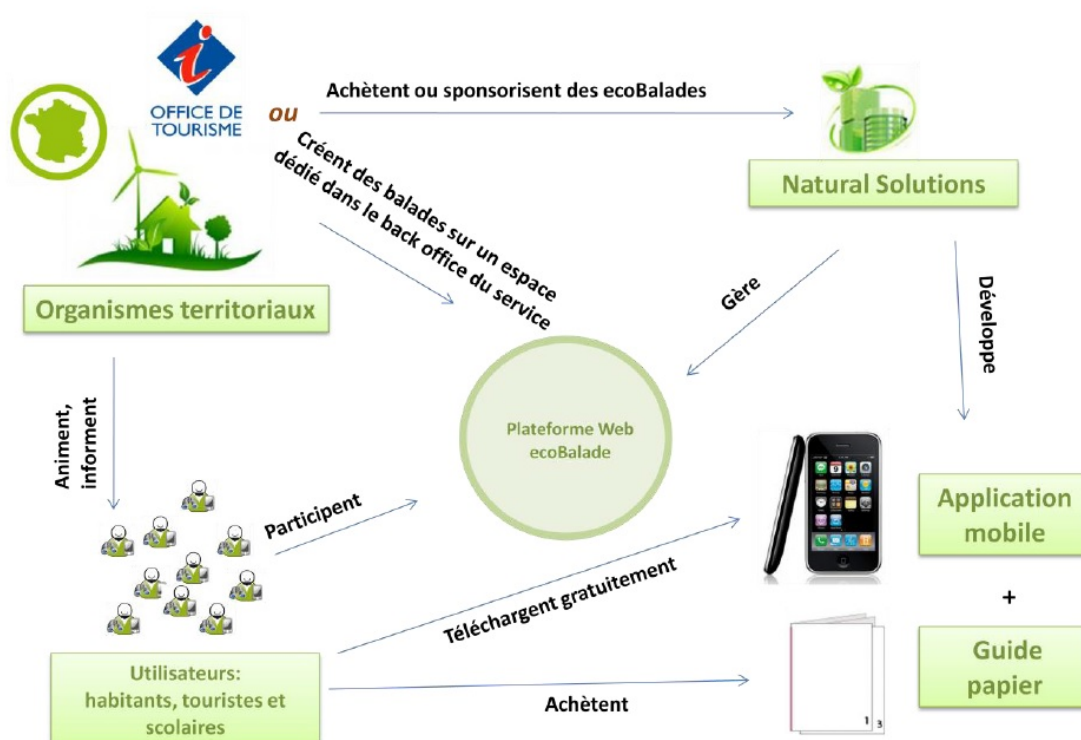 OFFICE DE
TOURISME
ou
Achètent ou sponsorisent des ecoBalades
Natural Solutions
Créent des balades sur un espace
dédié dans le back office du service
Organismes territoriaux
Gère
Développe
Animent,
informent
Plateforme Web
ecoBalade
Participent
Application
mobile
+
Téléchargent gratuitement
Guide
papier
Utilisateurs:
habitants, touristes et
scolaires
Achètent
1 3